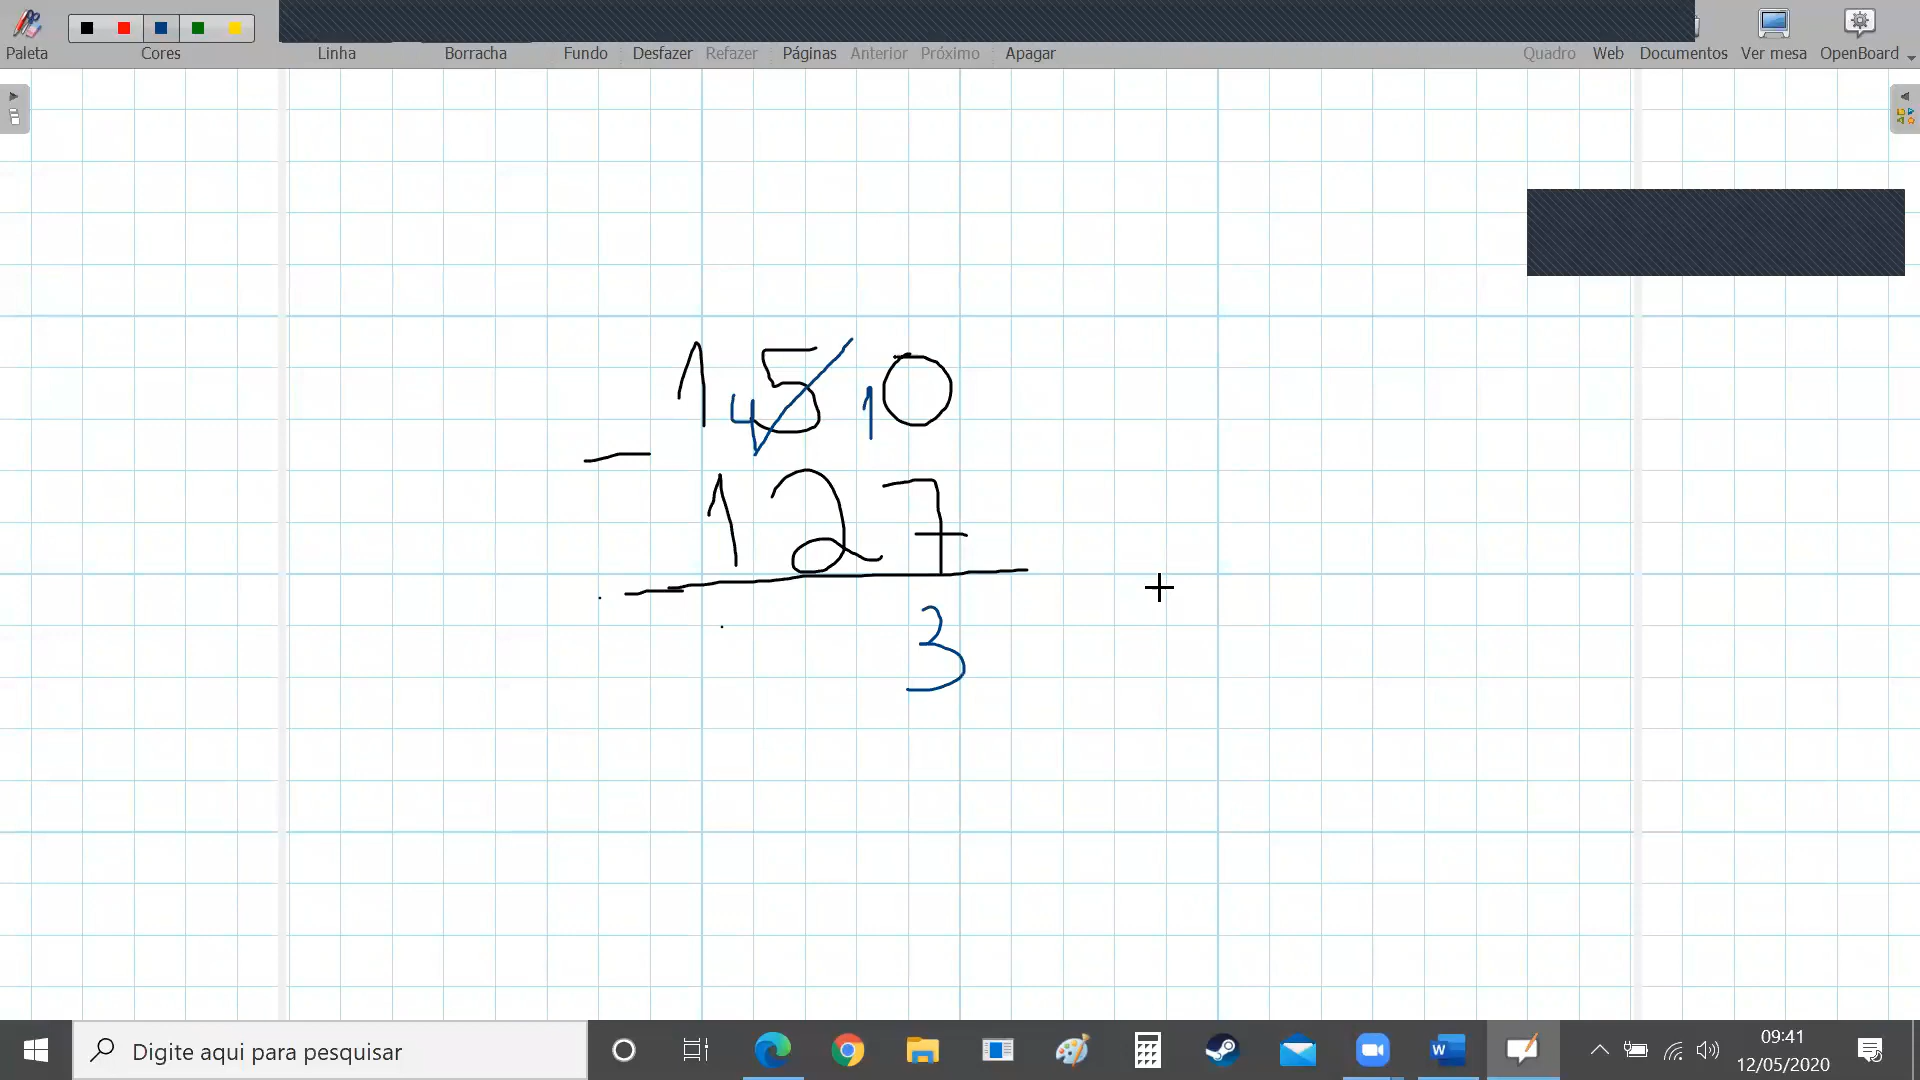 Paleta Cores Linha Borracha Fundo Desfazer Refazer Páginas Anterior Próximo Apagar Quadro Web Documentos Ver mesa OpenBoard
1 4 5 1 0
—
1 2 7
3
Digite aqui para pesquisar
09:41
12/05/2020